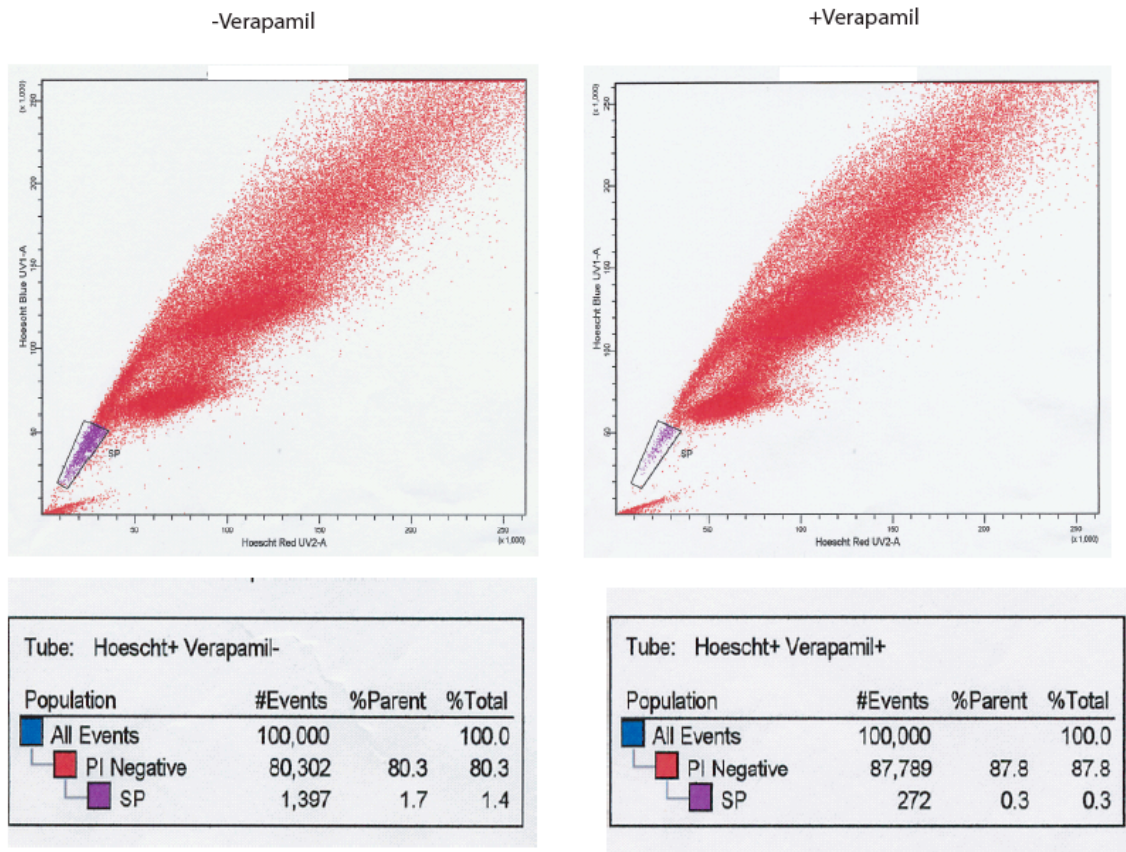 -Verapamil
+Verapamil
(x 1,000)
250
200
150
100
50
Hoescht Blue UV1-A
SP
50
100
150
200
250
Hoescht Red UV2-A
(x 1,000)
(x 1,000)
250
200
150
100
50
Hoescht Blue UV1-A
SP
50
100
150
200
250
Hoescht Red UV2-A
(x 1,000)
Tube: Hoescht+ Verapamil-
Population #Events %Parent %Total
All Events 100,000 100.0
PI Negative 80,302 80.3 80.3
SP 1,397 1.7 1.4
Tube: Hoescht+ Verapamil+
Population #Events %Parent %Total
All Events 100,000 100.0
PI Negative 87,789 87.8 87.8
SP 272 0.3 0.3